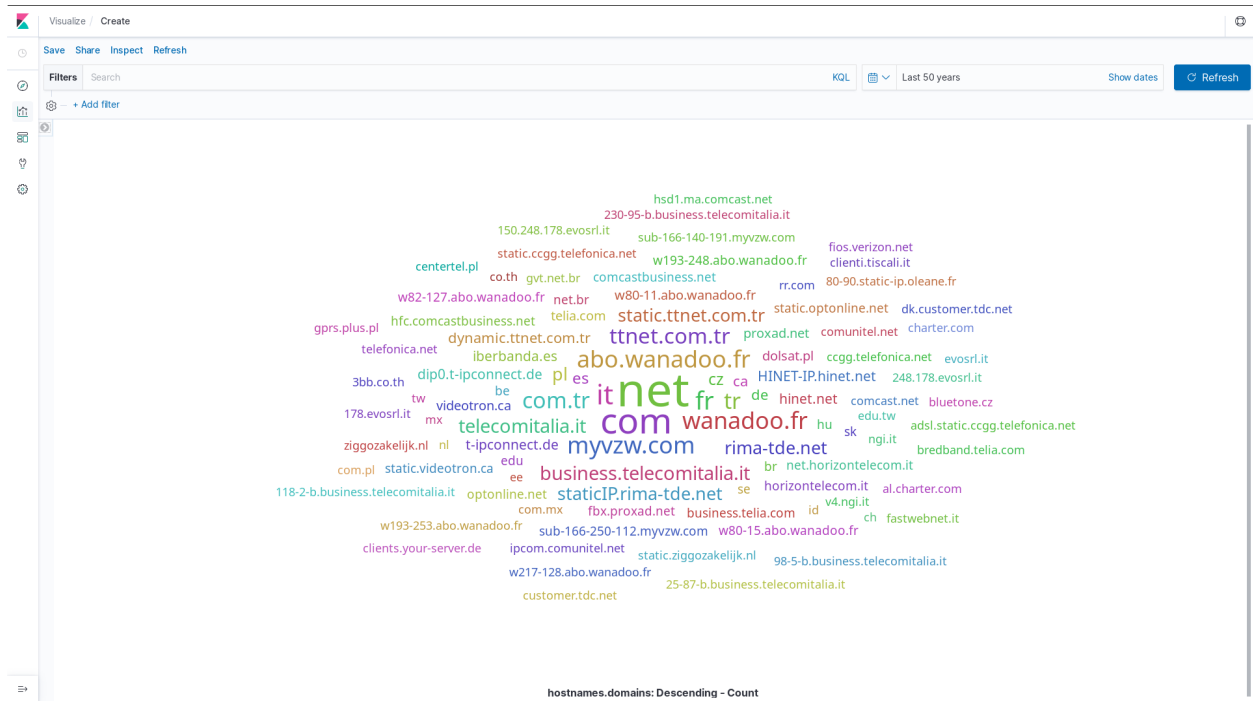 Visualize / Create
Save Share Inspect Refresh
Filters Search KQL Last 50 years Show dates Refresh
+ Add filter
hsd1.ma.comcast.net
230-95-b.business.telecomitalia.it
150.248.178.evosrl.it sub-166-140-191.myvzw.com
fios.verizon.net
static.ccgg.telefonica.net w193-248.abo.wanadoo.fr clienti.tiscali.it
centertel.pl co.th gvt.net.br comcastbusiness.net rr.com 80-90.static-ip.oleane.fr
w82-127.abo.wanadoo.fr net.br w80-11.abo.wanadoo.fr
telia.com static.ttnet.com.tr static.optonline.net dk.customer.tdc.net
gprs.plus.pl hfc.comcastbusiness.net
dynamic.ttnet.com.tr ttnet.com.tr proxad.net comunitel.net charter.com
telefonica.net iberbanda.es abo.wanadoo.fr dolsat.pl ccgg.telefonica.net evosrl.it
3bb.co.th dip0.t-ipconnect.de pl es cz ca HINET-IP.hinet.net 248.178.evosrl.it
be it net fr tr de hinet.net
tw videotron.ca com.tr comcast.net bluetone.cz
178.evosrl.it mx telecomitalia.it com wanadoo.fr hu edu.tw adsl.static.ccgg.telefonica.net
sk ngi.it
ziggozakelijk.nl nl t-ipconnect.de myvzw.com rima-tde.net bredband.telia.com
com.pl static.videotron.ca edu br net.horizontelecom.it
ee business.telecomitalia.it
118-2-b.business.telecomitalia.it optonline.net staticIP.rima-tde.net se horizontelecom.it al.charter.com
com.mx fbx.proxad.net business.telia.com id v4.ngi.it
ch fastwebnet.it
w193-253.abo.wanadoo.fr sub-166-250-112.myvzw.com w80-15.abo.wanadoo.fr
clients.your-server.de ipcom.comunitel.net static.ziggozakelijk.nl 98-5-b.business.telecomitalia.it
w217-128.abo.wanadoo.fr
25-87-b.business.telecomitalia.it
customer.tdc.net
hostnames.domains: Descending - Count